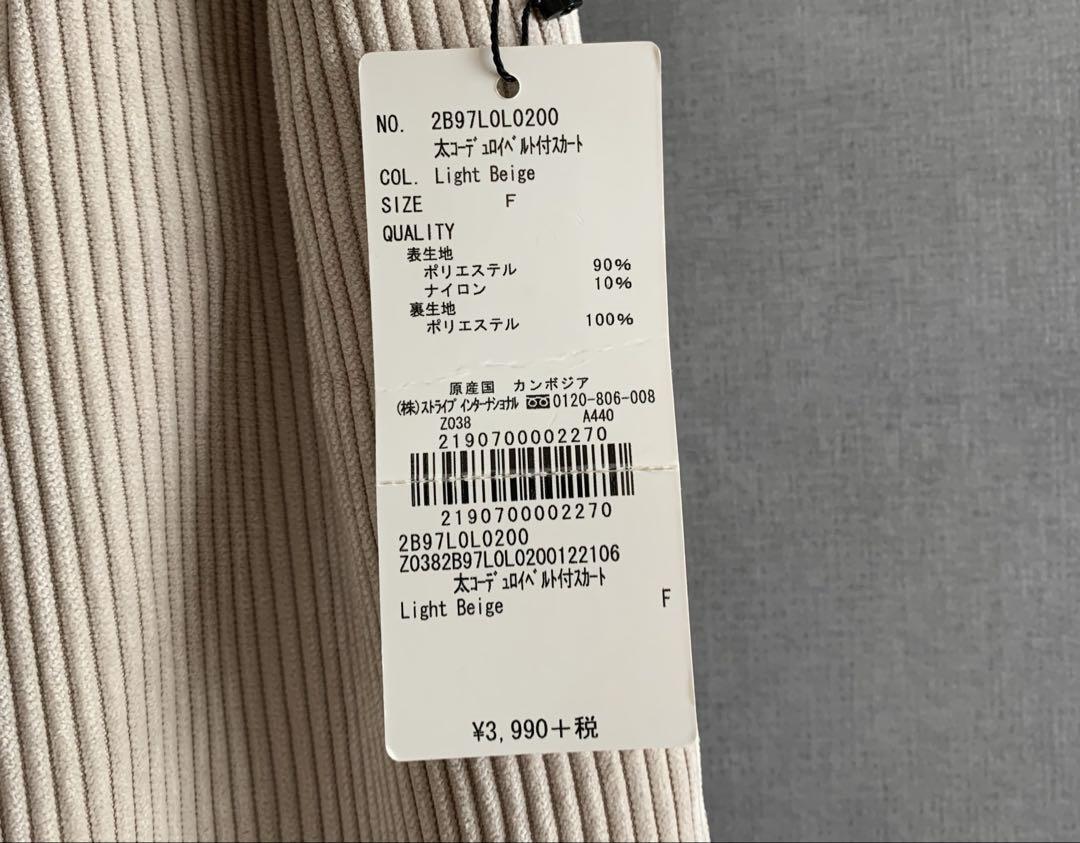 NO. 2B97L0L0200
太ｺｰﾃﾞｭﾛｲﾍﾞﾙﾄ付ｽｶｰﾄ
COL. Light Beige
SIZE F
QUALITY
表生地
ポリエステル 90%
ナイロン 10%
裏生地
ポリエステル 100%
原産国 カンボジア
(株)ｽﾄﾗｲﾌﾟｲﾝﾀｰﾅｼｮﾅﾙ 0120-806-008
Z038 A440
2190700002270
2190700002270
2B97L0L0200
Z0382B97L0L0200122106
太ｺｰﾃﾞｭﾛｲﾍﾞﾙﾄ付ｽｶｰﾄ
Light Beige F
¥3,990+税